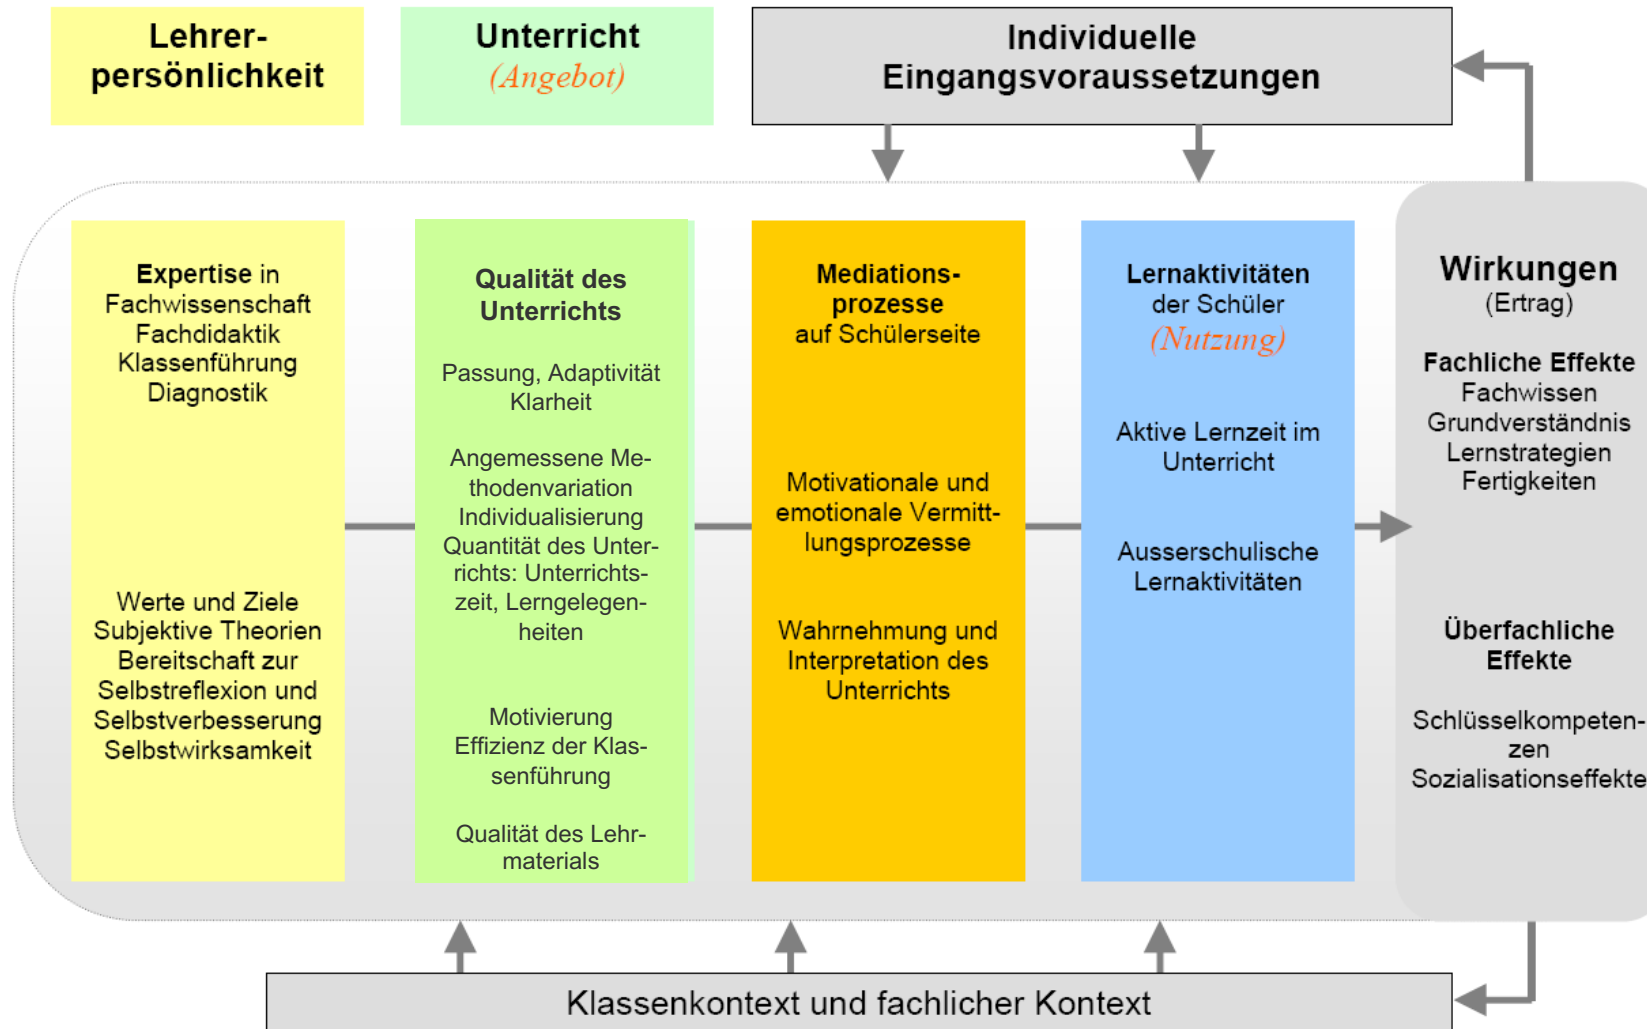 Lehrer-
persönlichkeit
Unterricht
(Angebot)
Individuelle
Eingangsvoraussetzungen
Expertise in
Fachwissenschaft
Fachdidaktik
Klassenführung
Diagnostik
Werte und Ziele
Subjektive Theorien
Bereitschaft zur
Selbstreflexion und
Selbstverbesserung
Selbstwirksamkeit
Qualität des
Unterrichts
Passung, Adaptivität
Klarheit
Angemessene Me-
thodenvariation
Individualisierung
Quantität des Unter-
richts: Unterrichts-
zeit, Lerngelegen-
heiten
Motivierung
Effizienz der Klas-
senführung
Qualität des Lehr-
materials
Mediations-
prozesse
auf Schülerseite
Motivationale und
emotionale Vermitt-
lungsprozesse
Wahrnehmung und
Interpretation des
Unterrichts
Lernaktivitäten
der Schüler
(Nutzung)
Aktive Lernzeit im
Unterricht
Ausserschulische
Lernaktivitäten
Wirkungen
(Ertrag)
Fachliche Effekte
Fachwissen
Grundverständnis
Lernstrategien
Fertigkeiten
Überfachliche
Effekte
Schlüsselkompeten-
zen
Sozialisationseffekte
Klassenkontext und fachlicher Kontext